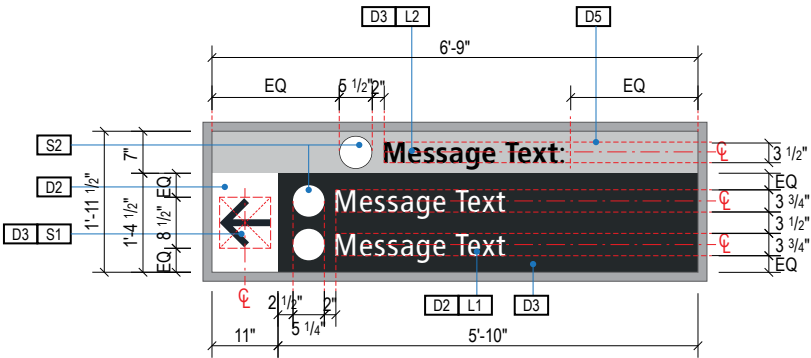 D3 L2 D5
6'-9"
EQ 5 1/2" 2" EQ
S2
D2
D3 S1
1'-11 1/2"
7"
1'-4 1/2"
EQ
8 1/2"
EQ
Message Text:
Message Text
Message Text
℄
3 1/2"
EQ
℄
3 3/4"
3 1/2"
℄
3 3/4"
EQ
℄
2 1/2" 2"
5 1/4"
D2 L1 D3
11" 5'-10"